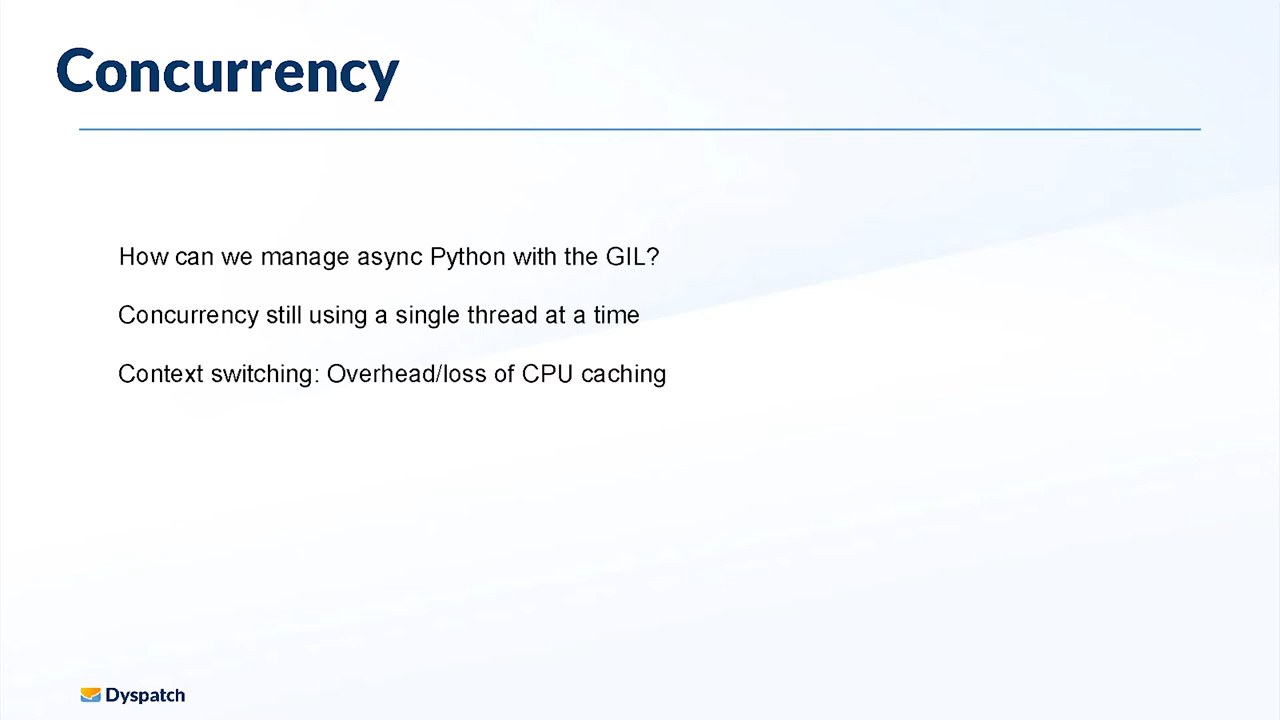 Concurrency
How can we manage async Python with the GIL?
Concurrency still using a single thread at a time
Context switching: Overhead/loss of CPU caching
Dyspatch